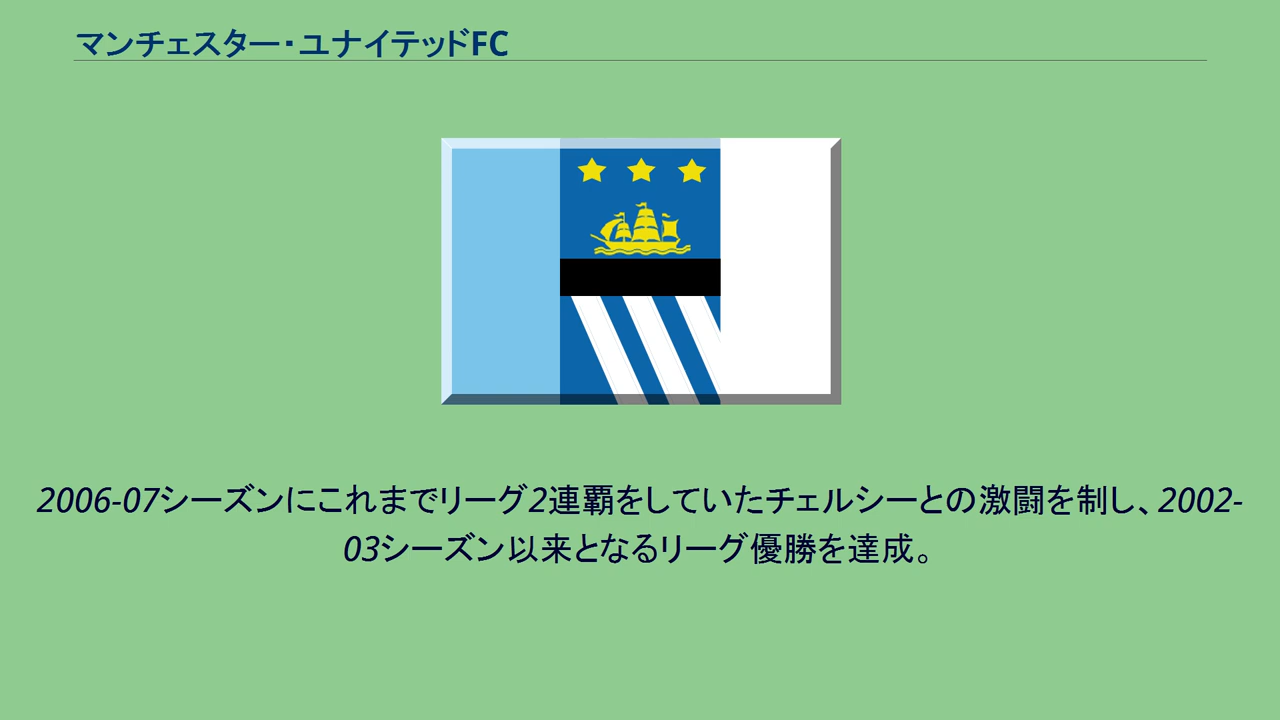 マンチェスター・ユナイテッドFC
2006-07シーズンにこれまでリーグ2連覇をしていたチェルシーとの激闘を制し、2002-
03シーズン以来となるリーグ優勝を達成。